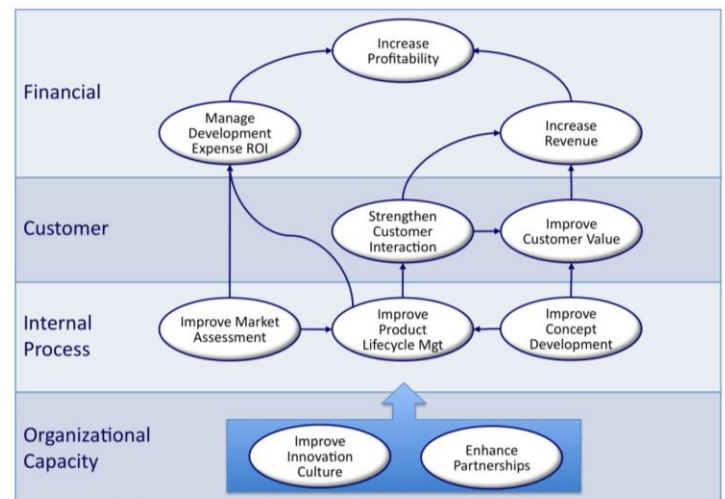 Financial
Increase
Profitability
Manage
Development
Expense ROI
Increase
Revenue
Customer
Strengthen
Customer
Interaction
Improve
Customer Value
Internal
Process
Improve Market
Assessment
Improve
Product
Lifecycle Mgt
Improve
Concept
Development
Organizational
Capacity
Improve
Innovation
Culture
Enhance
Partnerships